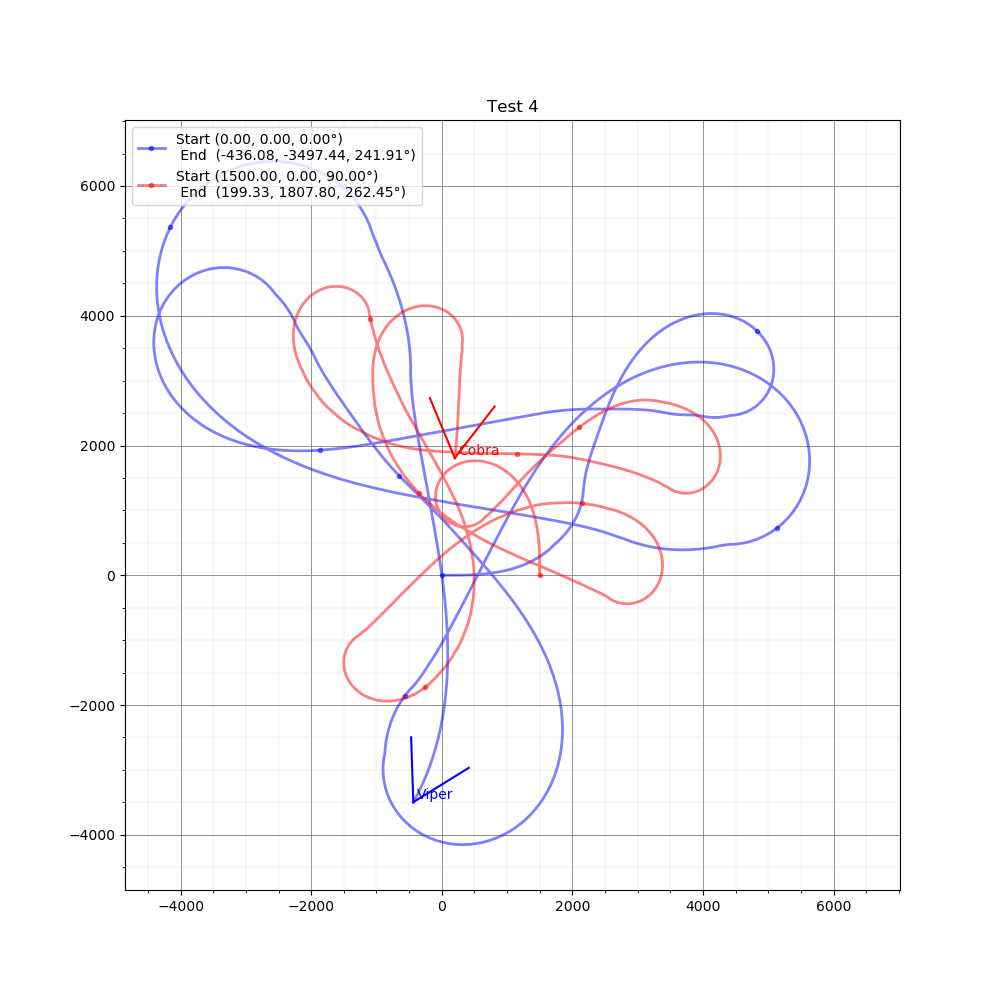 Test 4
Start (0.00, 0.00, 0.00°)
End (-436.08, -3497.44, 241.91°)
Start (1500.00, 0.00, 90.00°)
End (199.33, 1807.80, 262.45°)
6000
4000
2000
0
−2000
−4000
Cobra
Viper
−4000 −2000 0 2000 4000 6000